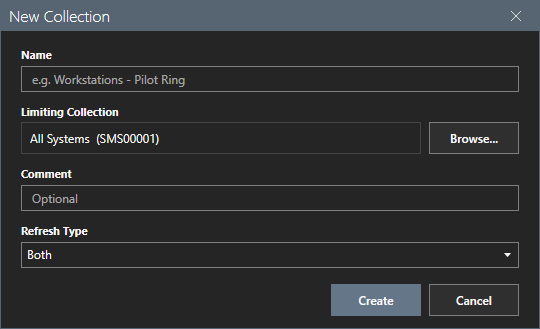 New Collection
Name
e.g. Workstations - Pilot Ring
Limiting Collection
All Systems (SMS00001)
Browse...
Comment
Optional
Refresh Type
Both
Create
Cancel